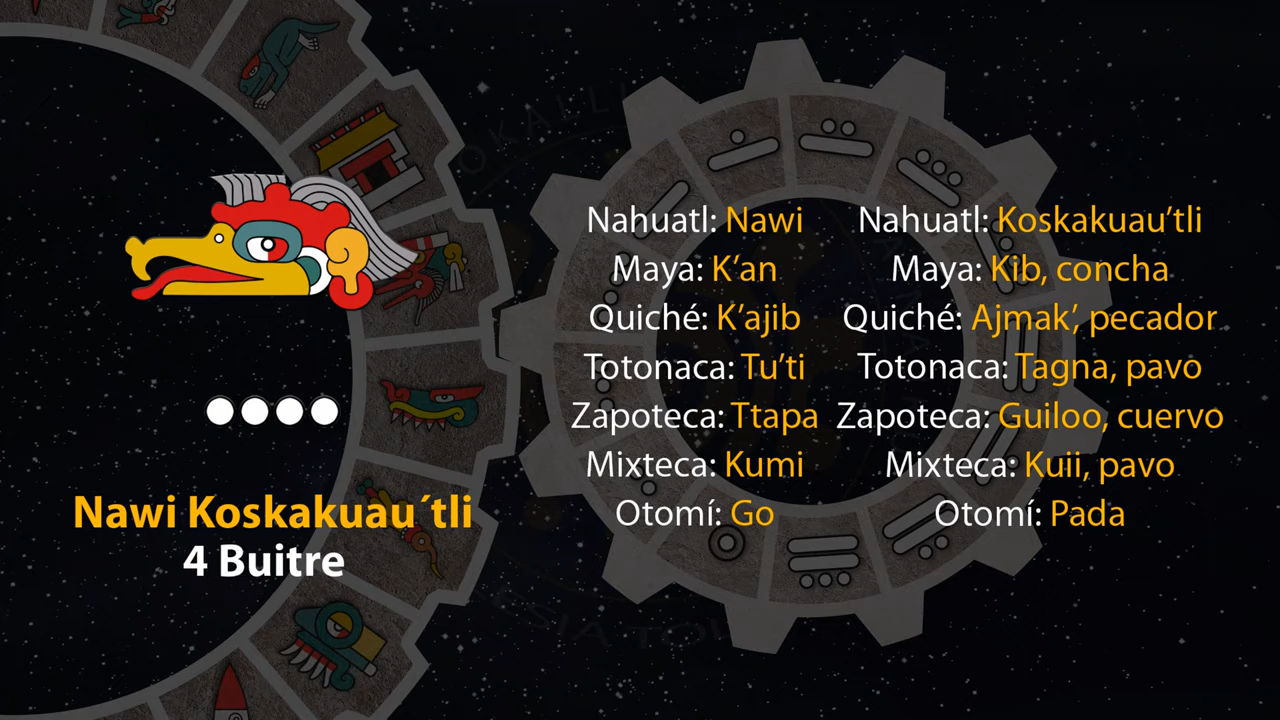 Nawi Koskakuau´tli
4 Buitre
Nahuatl: Nawi
Maya: K’an
Quiché: K’ajib
Totonaca: Tu’ti
Zapoteca: Ttapa
Mixteca: Kumi
Otomí: Go
Nahuatl: Koskakuau’tli
Maya: Kib, concha
Quiché: Ajmak’, pecador
Totonaca: Tagna, pavo
Zapoteca: Guiloo, cuervo
Mixteca: Kuii, pavo
Otomí: Pada